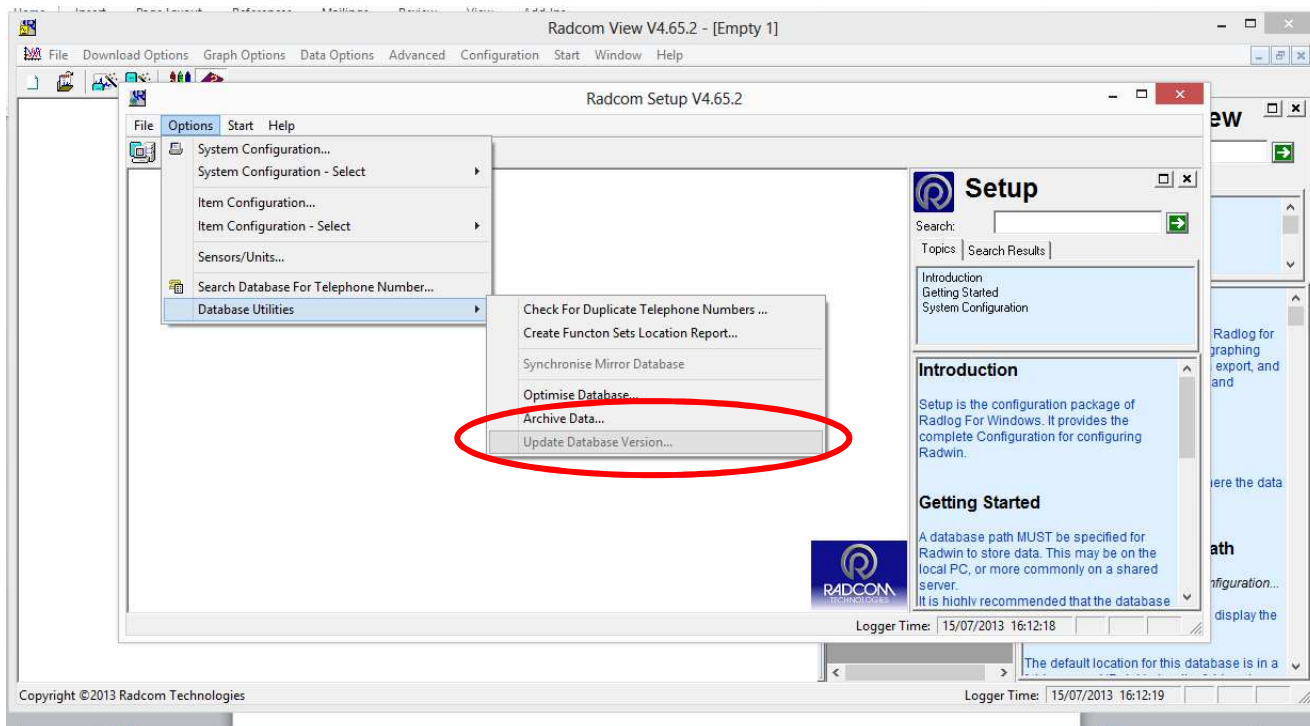 Radcom View V4.65.2 - [Empty 1]
File Download Options Graph Options Data Options Advanced Configuration Start Window Help
Radcom Setup V4.65.2
File Options Start Help
System Configuration...
System Configuration - Select
Item Configuration...
Item Configuration - Select
Sensors/Units...
Search Database For Telephone Number...
Database Utilities
Check For Duplicate Telephone Numbers ...
Create Functon Sets Location Report...
Synchronise Mirror Database
Optimise Database...
Archive Data...
Update Database Version...
Setup
Search:
Topics Search Results
Introduction
Getting Started
System Configuration
Introduction
Setup is the configuration package of
Radlog For Windows. It provides the
complete Configuration for configuring
Radwin.
Getting Started
A database path MUST be specified for
Radwin to store data. This may be on the
local PC, or more commonly on a shared
server.
It is highly recommended that the database
RADCOM
TECHNOLOGIES
Logger Time: 15/07/2013 16:12:18
ew
Radlog for
graphing
export, and
and
ere the data
ath
nfiguration...
display the
The default location for this database is in a
Copyright ©2013 Radcom Technologies
Logger Time: 15/07/2013 16:12:19